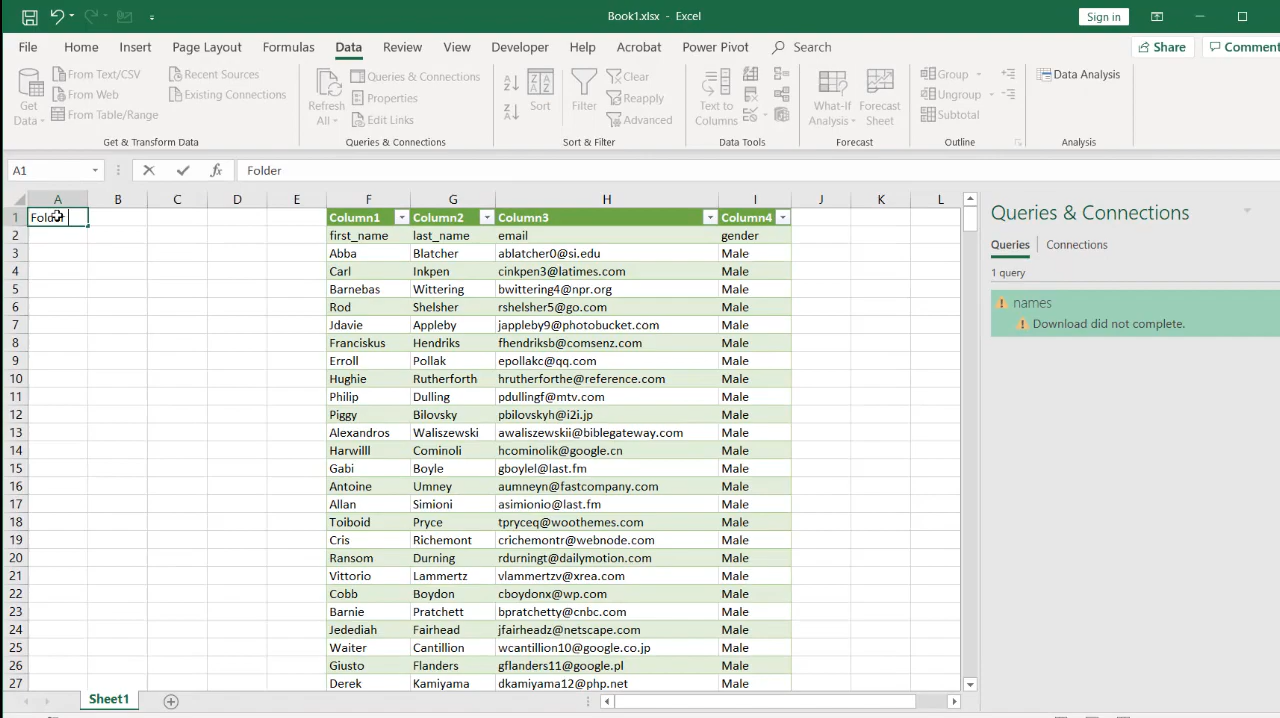 Book1.xlsx - Excel
Sign in
File Home Insert Page Layout Formulas Data Review View Developer Help Acrobat Power Pivot Search Share Comment
Get Data
From Text/CSV
From Web
From Table/Range
Recent Sources
Existing Connections
Get & Transform Data
Refresh All
Queries & Connections
Properties
Edit Links
Queries & Connections
Sort
Filter
Clear
Reapply
Advanced
Sort & Filter
Text to Columns
Data Tools
What-If Analysis
Forecast Sheet
Forecast
Group
Ungroup
Subtotal
Outline
Data Analysis
Analysis
A1 fx Folder
A B C D E F G H I J K L
1 Folder Column1 Column2 Column3 Column4
2 first_name last_name email gender
3 Abba Blatcher ablatcher0@si.edu Male
4 Carl Inkpen cinkpen3@latimes.com Male
5 Barnebas Wittering bwittering4@npr.org Male
6 Rod Shelsher rshelsher5@go.com Male
7 Jdavie Appleby jappleby9@photobucket.com Male
8 Franciskus Hendriks fhendriksb@comsenz.com Male
9 Erroll Pollak epollakc@qq.com Male
10 Hughie Rutherforth hrutherforthe@reference.com Male
11 Philip Dulling pdullingf@mtv.com Male
12 Piggy Bilovsky pbilovskyh@i2i.jp Male
13 Alexandros Waliszewski awaliszewskii@biblegateway.com Male
14 Harwilll Cominoli hcominolik@google.cn Male
15 Gabi Boyle gboylel@last.fm Male
16 Antoine Umney aumneyn@fastcompany.com Male
17 Allan Simioni asimionio@last.fm Male
18 Toiboid Pryce tpryceq@woothemes.com Male
19 Cris Richemont crichemontr@webnode.com Male
20 Ransom Durning rdurningt@dailymotion.com Male
21 Vittorio Lammertz vlammertzv@xrea.com Male
22 Cobb Boydon cboydonx@wp.com Male
23 Barnie Pratchett bpratchetty@cnbc.com Male
24 Jedediah Fairhead jfairheadz@netscape.com Male
25 Waiter Cantillion wcantillion10@google.co.jp Male
26 Giusto Flanders gflanders11@google.pl Male
27 Derek Kamiyama dkamiyama12@php.net Male
Sheet1
Queries & Connections
Queries Connections
1 query
names
Download did not complete.